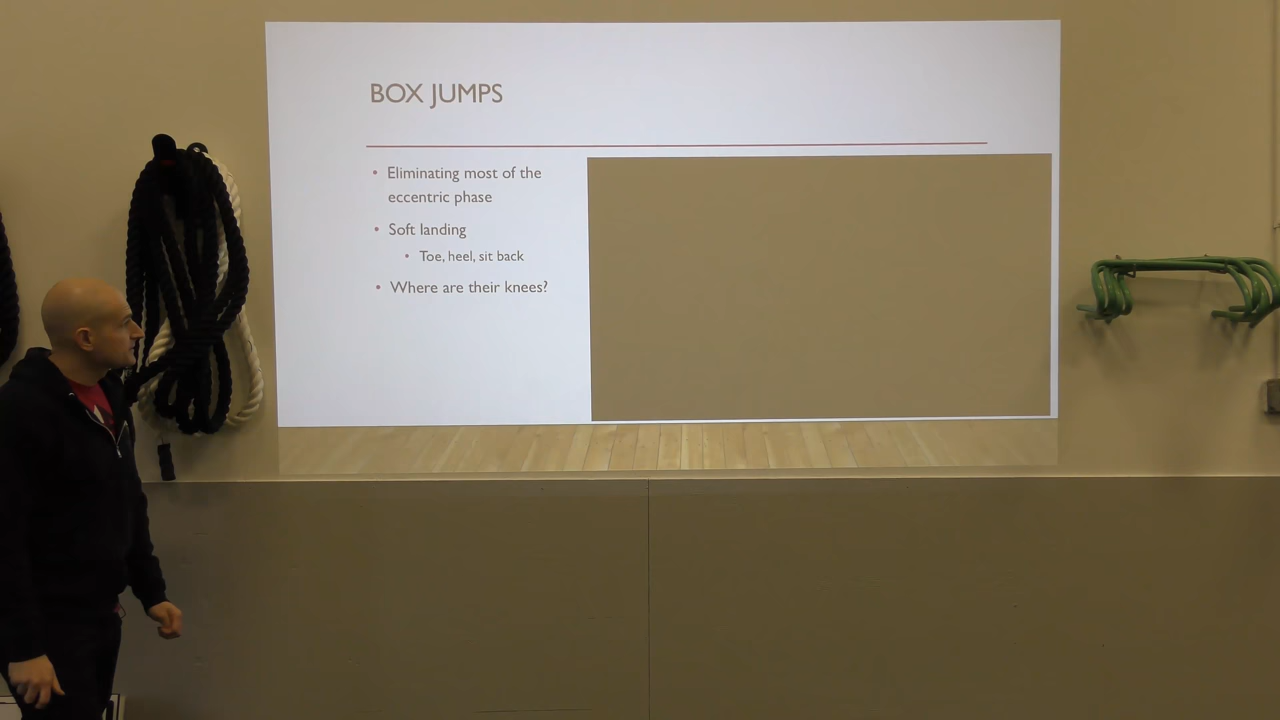 BOX JUMPS
• Eliminating most of the
eccentric phase
• Soft landing
• Toe, heel, sit back
• Where are their knees?